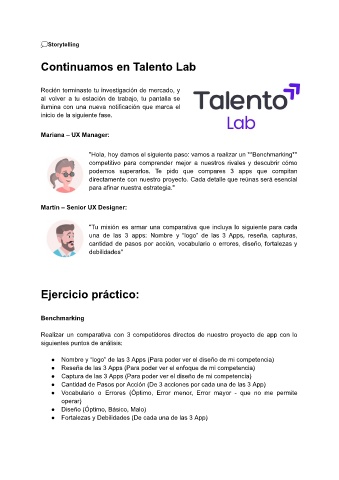 💭Storytelling
Continuamos en Talento Lab
Recién terminaste tu investigación de mercado, y
al volver a tu estación de trabajo, tu pantalla se
ilumina con una nueva notificación que marca el
inicio de la siguiente fase.
Talento
Lab
Mariana – UX Manager:
"Hola, hoy damos el siguiente paso: vamos a realizar un **Benchmarking**
competitivo para comprender mejor a nuestros rivales y descubrir cómo
podemos superarlos. Te pido que compares 3 apps que compitan
directamente con nuestro proyecto. Cada detalle que reúnas será esencial
para afinar nuestra estrategia."
Martín – Senior UX Designer:
"Tu misión es armar una comparativa que incluya lo siguiente para cada
una de las 3 apps: Nombre y “logo” de las 3 Apps, reseña, capturas,
cantidad de pasos por acción, vocabulario o errores, diseño, fortalezas y
debilidades"
Ejercicio práctico:
Benchmarking
Realizar un comparativa con 3 competidores directos de nuestro proyecto de app con lo
siguientes puntos de análisis:
● Nombre y “logo” de las 3 Apps (Para poder ver el diseño de mi competencia)
● Reseña de las 3 Apps (Para poder ver el enfoque de mi competencia)
● Captura de las 3 Apps (Para poder ver el diseño de mi competencia)
● Cantidad de Pasos por Acción (De 3 acciones por cada una de las 3 App)
● Vocabulario o Errores (Óptimo, Error menor, Error mayor - que no me permite
operar)
● Diseño (Óptimo, Básico, Malo)
● Fortalezas y Debilidades (De cada una de las 3 App)